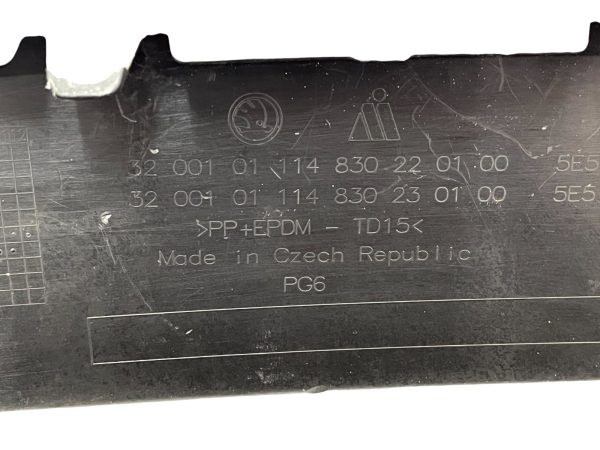 32 001 01 114 830 22 01 00 5E5
32 001 01 114 830 23 01 00 5E5
>PP+EPDM - TD15<
Made in Czech Republic
PG6